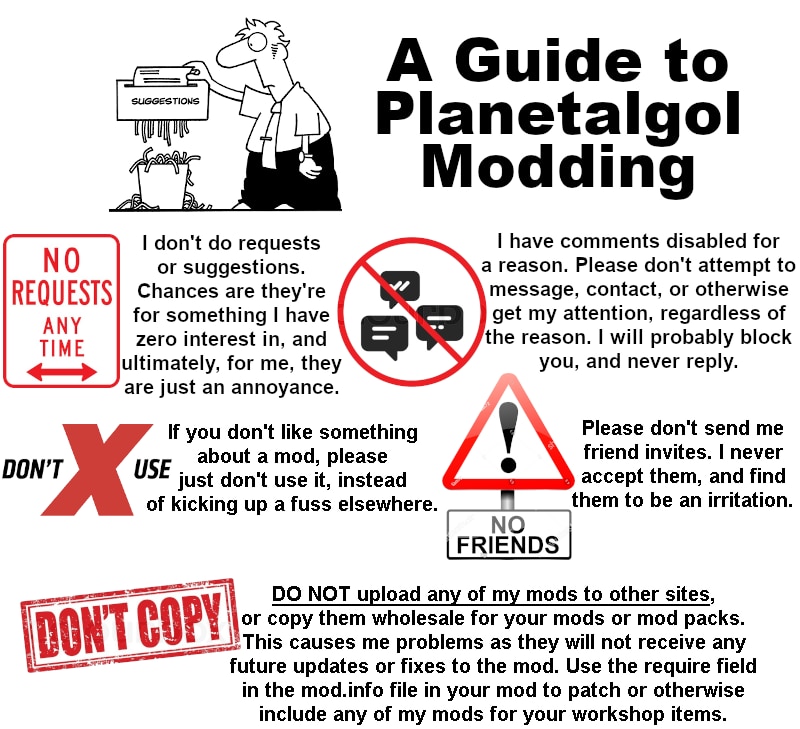 A Guide to
Planetalgol
Modding
SUGGESTIONS
NO
REQUESTS
ANY
TIME
I don't do requests
or suggestions.
Chances are they're
for something I have
zero interest in, and
ultimately, for me, they
are just an annoyance.
I have comments disabled for
a reason. Please don't attempt to
message, contact, or otherwise
get my attention, regardless of
the reason. I will probably block
you, and never reply.
DON'T X USE
If you don't like something
about a mod, please
just don't use it, instead
of kicking up a fuss elsewhere.
NO
FRIENDS
Please don't send me
friend invites. I never
accept them, and find
them to be an irritation.
DON'T COPY
DO NOT upload any of my mods to other sites,
or copy them wholesale for your mods or mod packs.
This causes me problems as they will not receive any
future updates or fixes to the mod. Use the require field
in the mod.info file in your mod to patch or otherwise
include any of my mods for your workshop items.